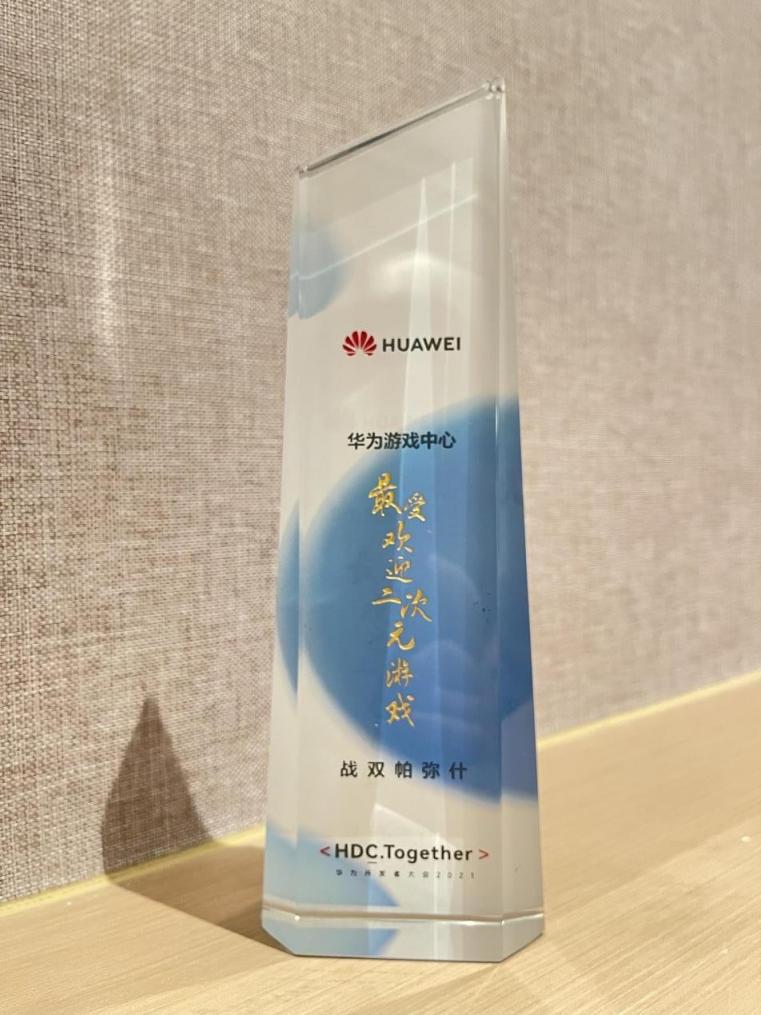 HUAWEI
华为游戏中心
最受欢迎二次元游戏
战双帕弥什
<HDC.Together>
华为开发者大会2021